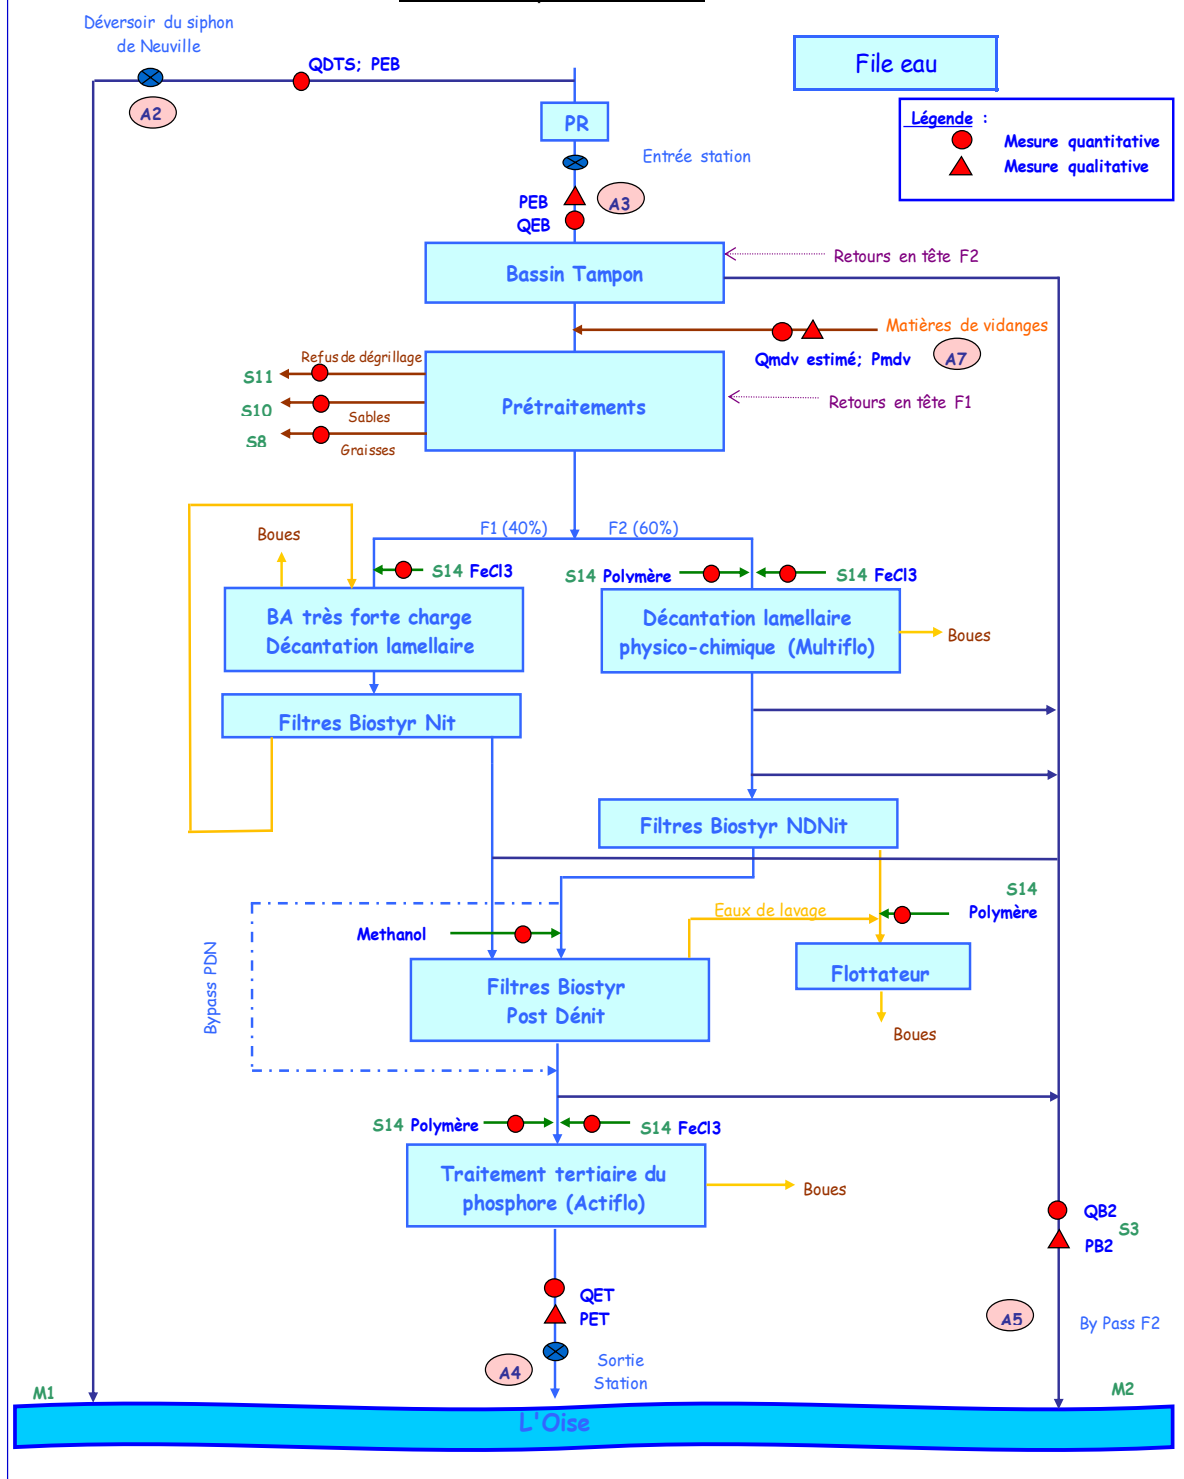 Déversoir du siphon
de Neuville
QDTS; PEB
A2
File eau
PR
Légende :
Mesure quantitative
Mesure qualitative
Entrée station
PEB
A3
QEB
Bassin Tampon
Retours en tête F2
Matières de vidanges
Qmdv estimé; Pmdv
A7
Refus de dégrillage
S11
Prétraitements
Retours en tête F1
S10
Sables
S8
Graisses
F1 (40%)
F2 (60%)
Boues
S14 FeCl3
S14 Polymère
S14 FeCl3
BA très forte charge
Décantation lamellaire
Décantation lamellaire
physico-chimique (Multiflo)
Boues
Filtres Biostyr Nit
Filtres Biostyr NDNit
S14
Polymère
Eaux de lavage
Methanol
Bypass PDN
Filtres Biostyr
Post Dénit
Flottateur
Boues
S14 Polymère
S14 FeCl3
Traitement tertiaire du
phosphore (Actiflo)
Boues
QB2
S3
PB2
QET
PET
A5
By Pass F2
A4
Sortie
Station
M1
M2
L'Oise